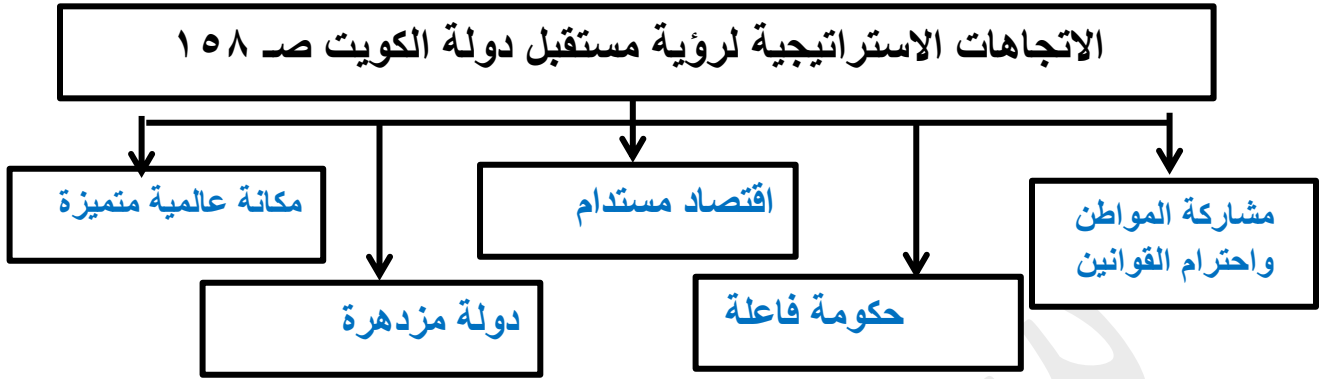 الاتجاهات الاستراتيجية لرؤية مستقبل دولة الكويت صـ ١٥٨
مشاركة المواطن
واحترام القوانين
حكومة فاعلة
اقتصاد مستدام
دولة مزدهرة
مكانة عالمية متميزة